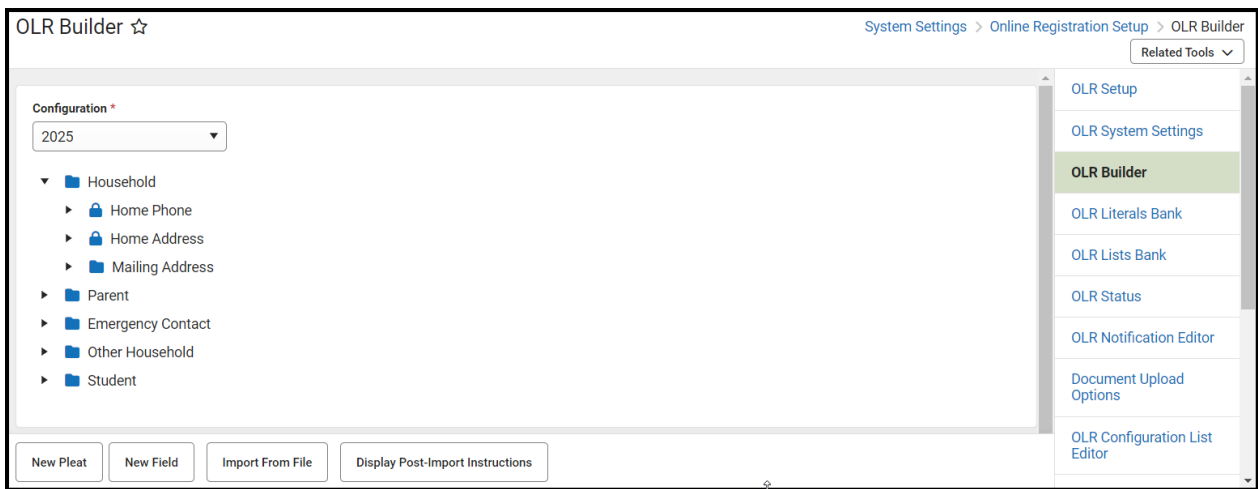 OLR Builder
System Settings > Online Registration Setup > OLR Builder
Related Tools
Configuration *
2025
Household
Home Phone
Home Address
Mailing Address
Parent
Emergency Contact
Other Household
Student
New Pleat
New Field
Import From File
Display Post-Import Instructions
OLR Setup
OLR System Settings
OLR Builder
OLR Literals Bank
OLR Lists Bank
OLR Status
OLR Notification Editor
Document Upload
Options
OLR Configuration List
Editor